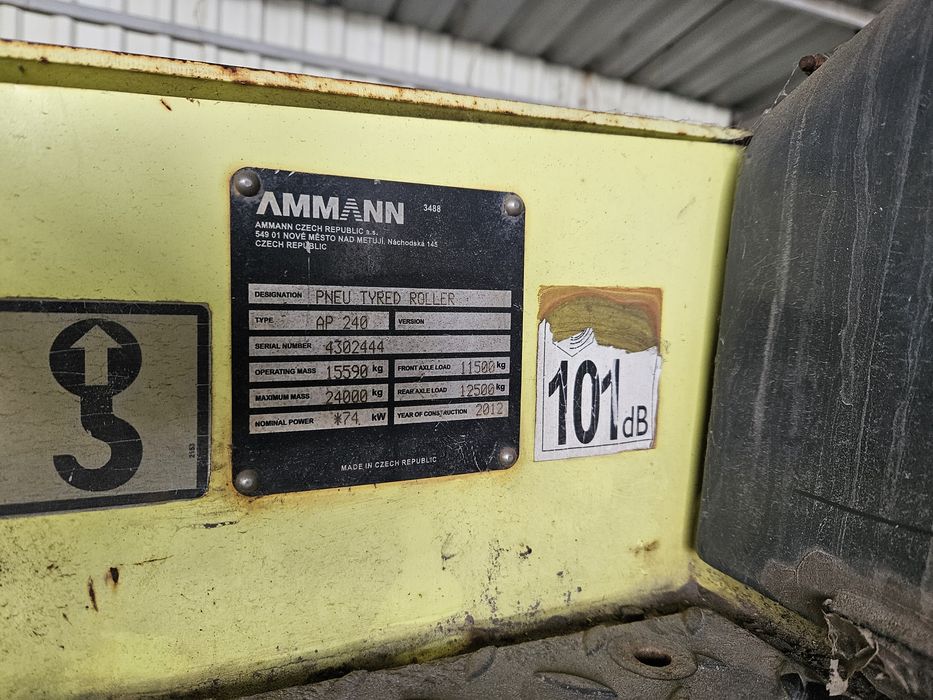 AMMANN 3488
AMMANN CZECH REPUBLIC a.s.
549 01 NOVÉ MĚSTO NAD METUJÍ, Náchodská 145
CZECH REPUBLIC
DESIGNATION PNEU TYRED ROLLER
TYPE AP 240 VERSION
SERIAL NUMBER 4302444
OPERATING MASS 15590 kg FRONT AXLE LOAD 11500 kg
MAXIMUM MASS 24000 kg REAR AXLE LOAD 12500 kg
NOMINAL POWER *74 kW YEAR OF CONSTRUCTION 2012
MADE IN CZECH REPUBLIC
101 dB
2153